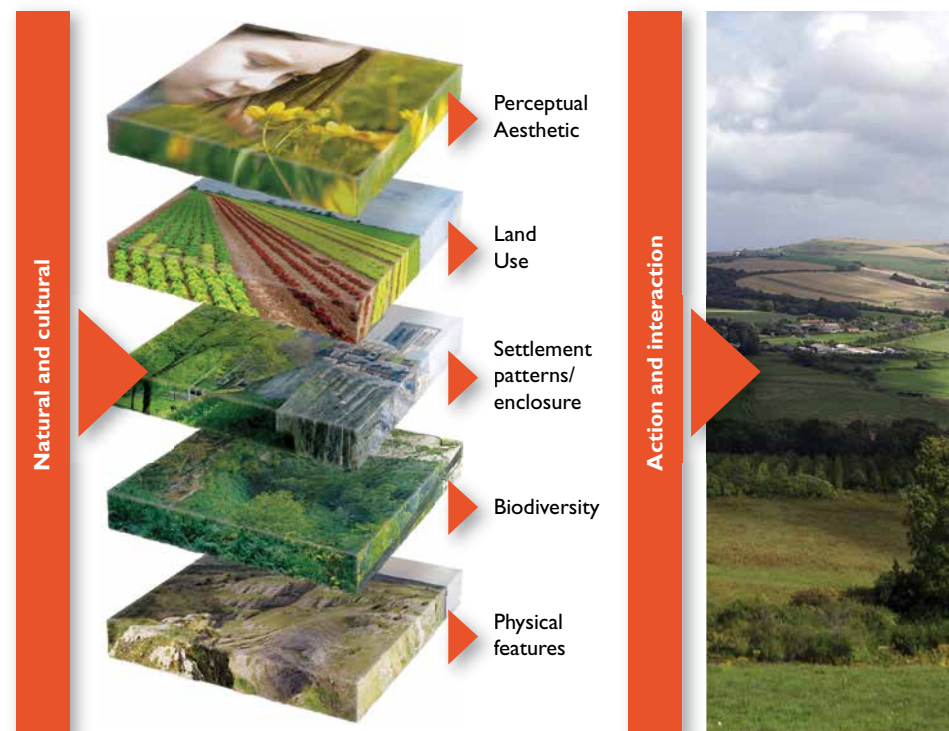 Natural and cultural
Perceptual
Aesthetic
Land
Use
Settlement
patterns/
enclosure
Biodiversity
Physical
features
Action and interaction